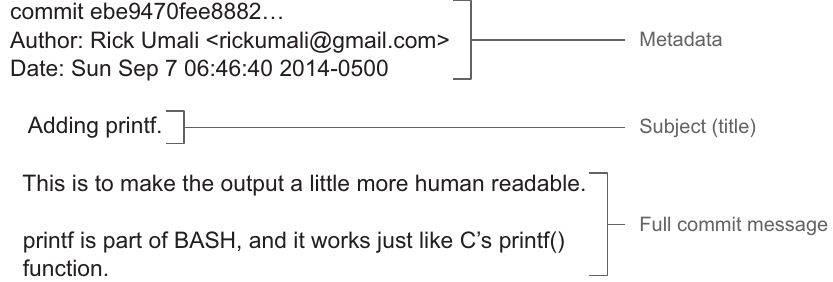 commit ebe9470fee8882…
Author: Rick Umali <rickumali@gmail.com>
Date: Sun Sep 7 06:46:40 2014-0500
Metadata
Adding printf.
Subject (title)
This is to make the output a little more human readable.
printf is part of BASH, and it works just like C’s printf()
function.
Full commit message